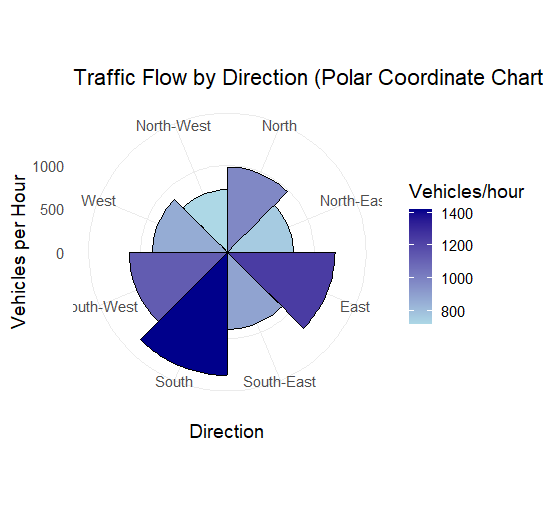 Traffic Flow by Direction (Polar Coordinate Chart
North-West
North
1000
West
500
North-Eas
0
outh-West
East
South
South-East
Vehicles per Hour
Direction
Vehicles/hour
1400
1200
1000
800